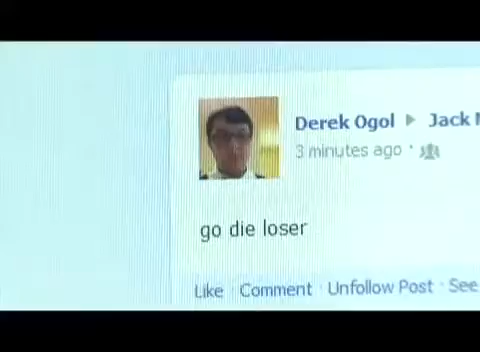 Derek Ogol ▶ Jack
3 minutes ago ·
go die loser
Like · Comment · Unfollow Post · See